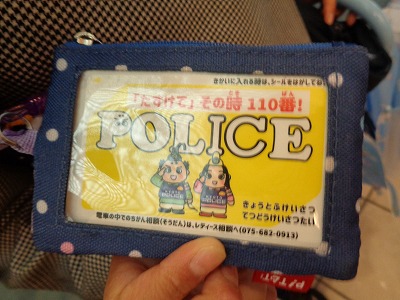 さかいに入れる時は、シールをはがしてね
「たすけて」その時 110番!
POLICE
きょうとふけいさつ
てつどうけいさつたい
電車の中でのちかん相談(そうだん)は、レディース相談へ(075-682-0913)